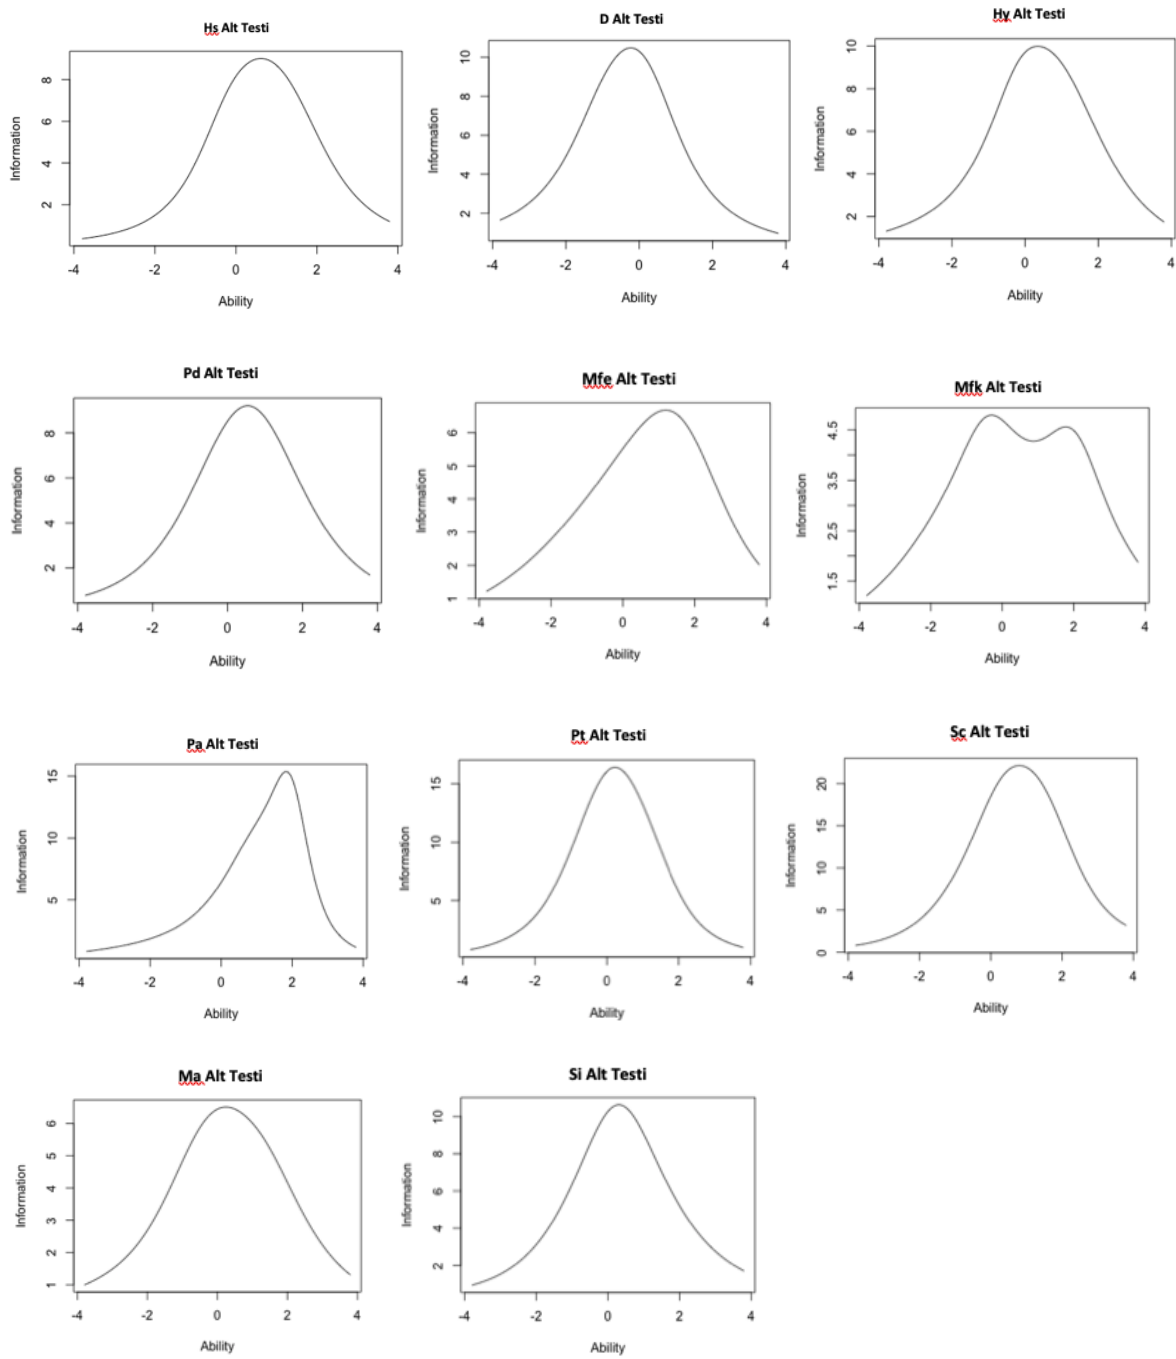 Hs Alt Testi
Information
8
6
4
2
-4 -2 0 2 4
Ability
D Alt Testi
Information
10
8
6
4
2
-4 -2 0 2 4
Ability
Hy Alt Testi
Information
10
8
6
4
2
-4 -2 0 2 4
Ability
Pd Alt Testi
Information
8
6
4
2
-4 -2 0 2 4
Ability
Mfe Alt Testi
Information
6
5
4
3
2
1
-4 -2 0 2 4
Ability
Mfk Alt Testi
Information
4.5
3.5
2.5
1.5
-4 -2 0 2 4
Ability
Pa Alt Testi
Information
15
10
5
-4 -2 0 2 4
Ability
Pt Alt Testi
Information
15
10
5
-4 -2 0 2 4
Ability
Sc Alt Testi
Information
20
15
10
5
0
-4 -2 0 2 4
Ability
Ma Alt Testi
Information
6
5
4
3
2
1
-4 -2 0 2 4
Ability
Si Alt Testi
Information
10
8
6
4
2
-4 -2 0 2 4
Ability